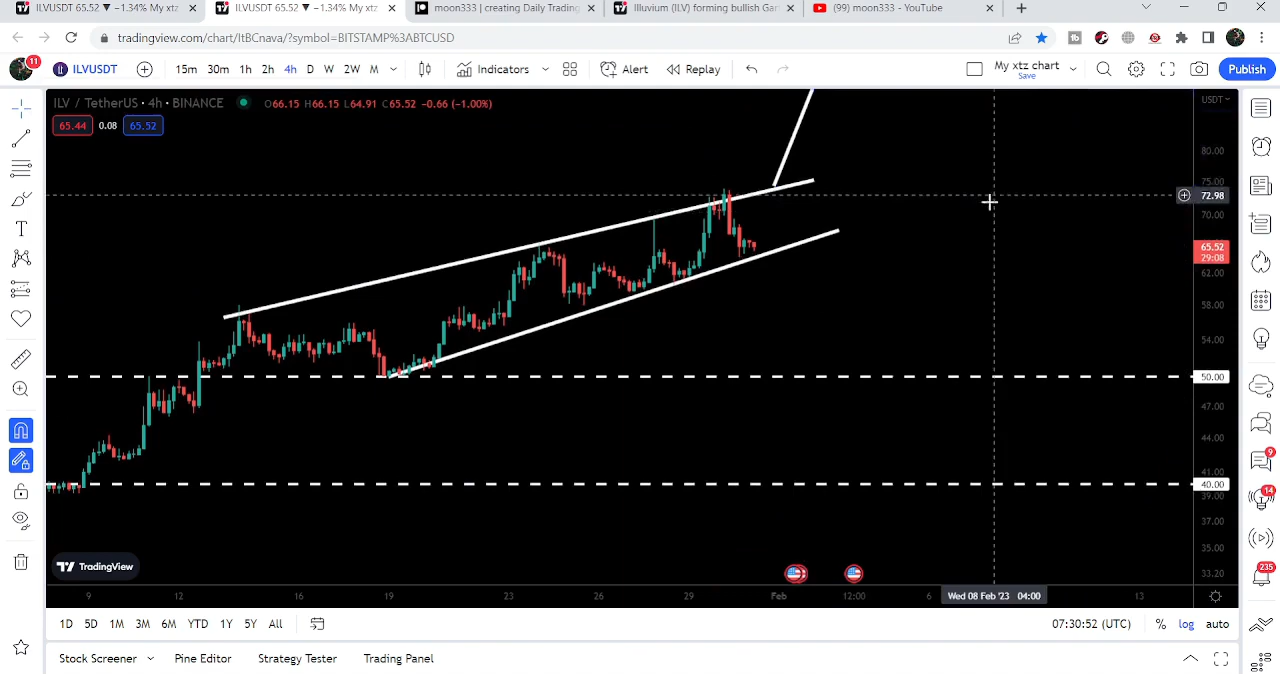 ILVUSDT 65.52 ▼ −1.34% My xtz
ILVUSDT 65.52 ▼ −1.34% My xtz
moon333 | creating Daily Trading
Illuvium (ILV) forming bullish Gar
(99) moon333 - YouTube
tradingview.com/chart/ItBCnava/?symbol=BITSTAMP%3ABTCUSD
11
ILVUSDT
15m 30m 1h 2h 4h D W 2W M
Indicators
Alert
Replay
My xtz chart
Save
Publish
ILV / TetherUS · 4h · BINANCE
O66.15 H66.15 L64.91 C65.52 −0.66 (−1.00%)
USDT
65.44 0.08 65.52
80.00
75.00
72.98
70.00
65.52
29:08
62.00
58.00
54.00
50.00
47.00
44.00
41.00
40.00
39.00
37.00
35.00
33.20
9
14
235
TradingView
9 12 16 19 23 26 29 Feb 12:00 6 Wed 08 Feb '23 04:00 13
1D 5D 1M 3M 6M YTD 1Y 5Y All
07:30:52 (UTC) % log auto
Stock Screener Pine Editor Strategy Tester Trading Panel